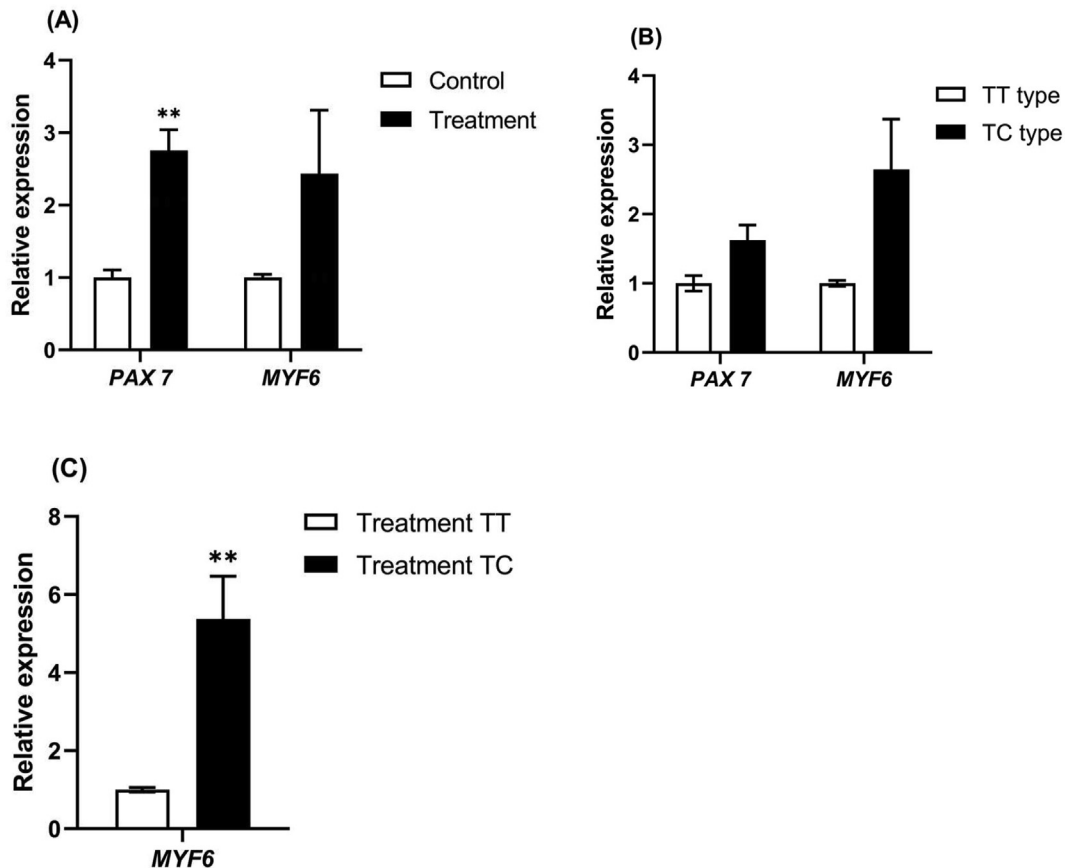 (A)
Relative expression
4
3
2
1
0
**
PAX 7
MYF6
Control
Treatment
(B)
Relative expression
4
3
2
1
0
PAX 7
MYF6
TT type
TC type
(C)
Relative expression
8
6
4
2
0
**
MYF6
Treatment TT
Treatment TC